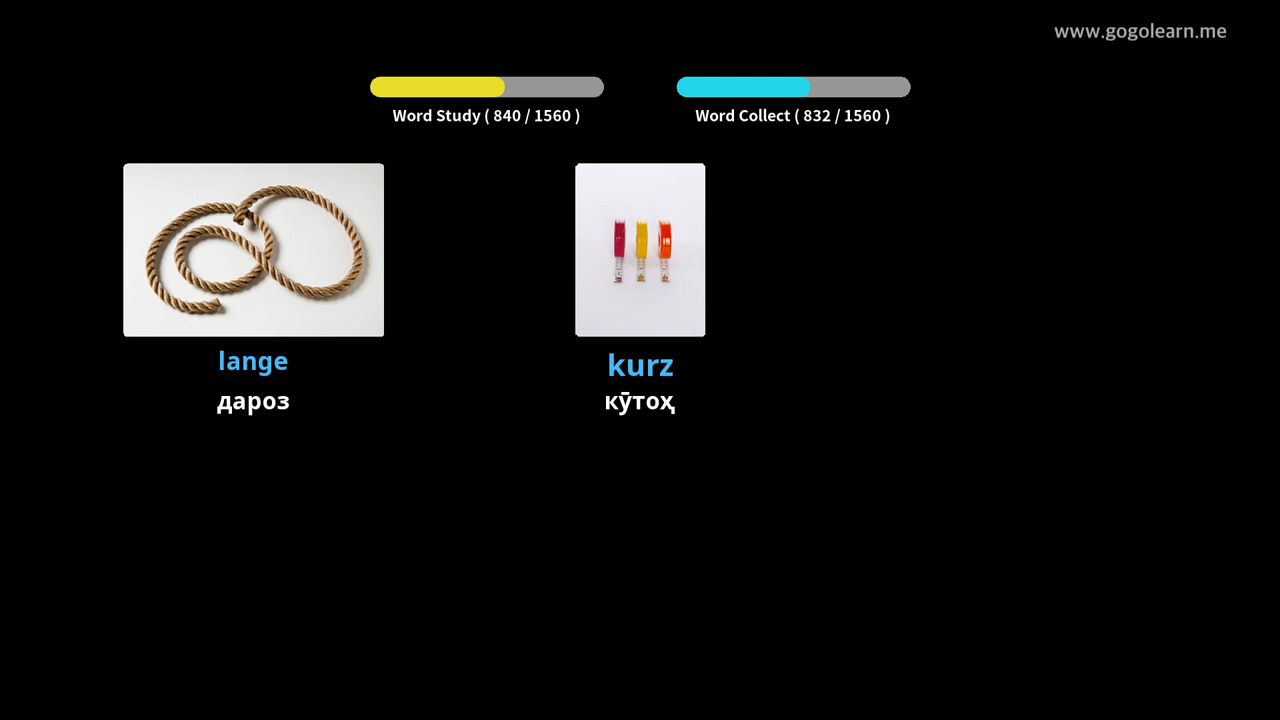 www.gogolearn.me
Word Study ( 840 / 1560 )
Word Collect ( 832 / 1560 )
lange
дароз
kurz
кӯтоҳ